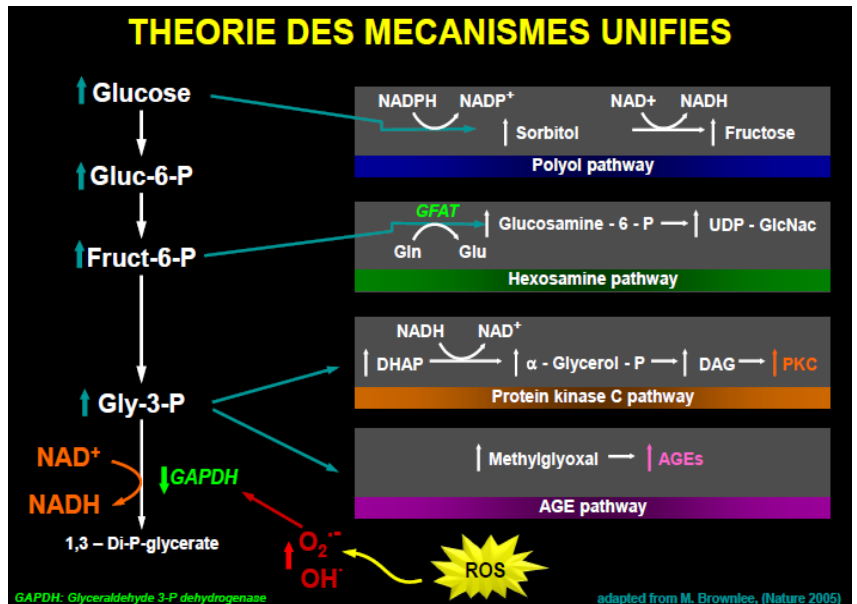 THEORIE DES MECANISMES UNIFIES
Glucose
Gluc-6-P
Fruct-6-P
Gly-3-P
NAD⁺
NADH
GAPDH
1,3 – Di-P-glycerate
O₂˙⁻
OH˙
ROS
NADPH NADP⁺ NAD+ NADH
Sorbitol Fructose
Polyol pathway
GFAT
Glucosamine - 6 - P UDP - GlcNac
Gln Glu
Hexosamine pathway
NADH NAD⁺
DHAP α - Glycerol - P DAG PKC
Protein kinase C pathway
Methylglyoxal AGEs
AGE pathway
GAPDH: Glyceraldehyde 3-P dehydrogenase
adapted from M. Brownlee, (Nature 2005)